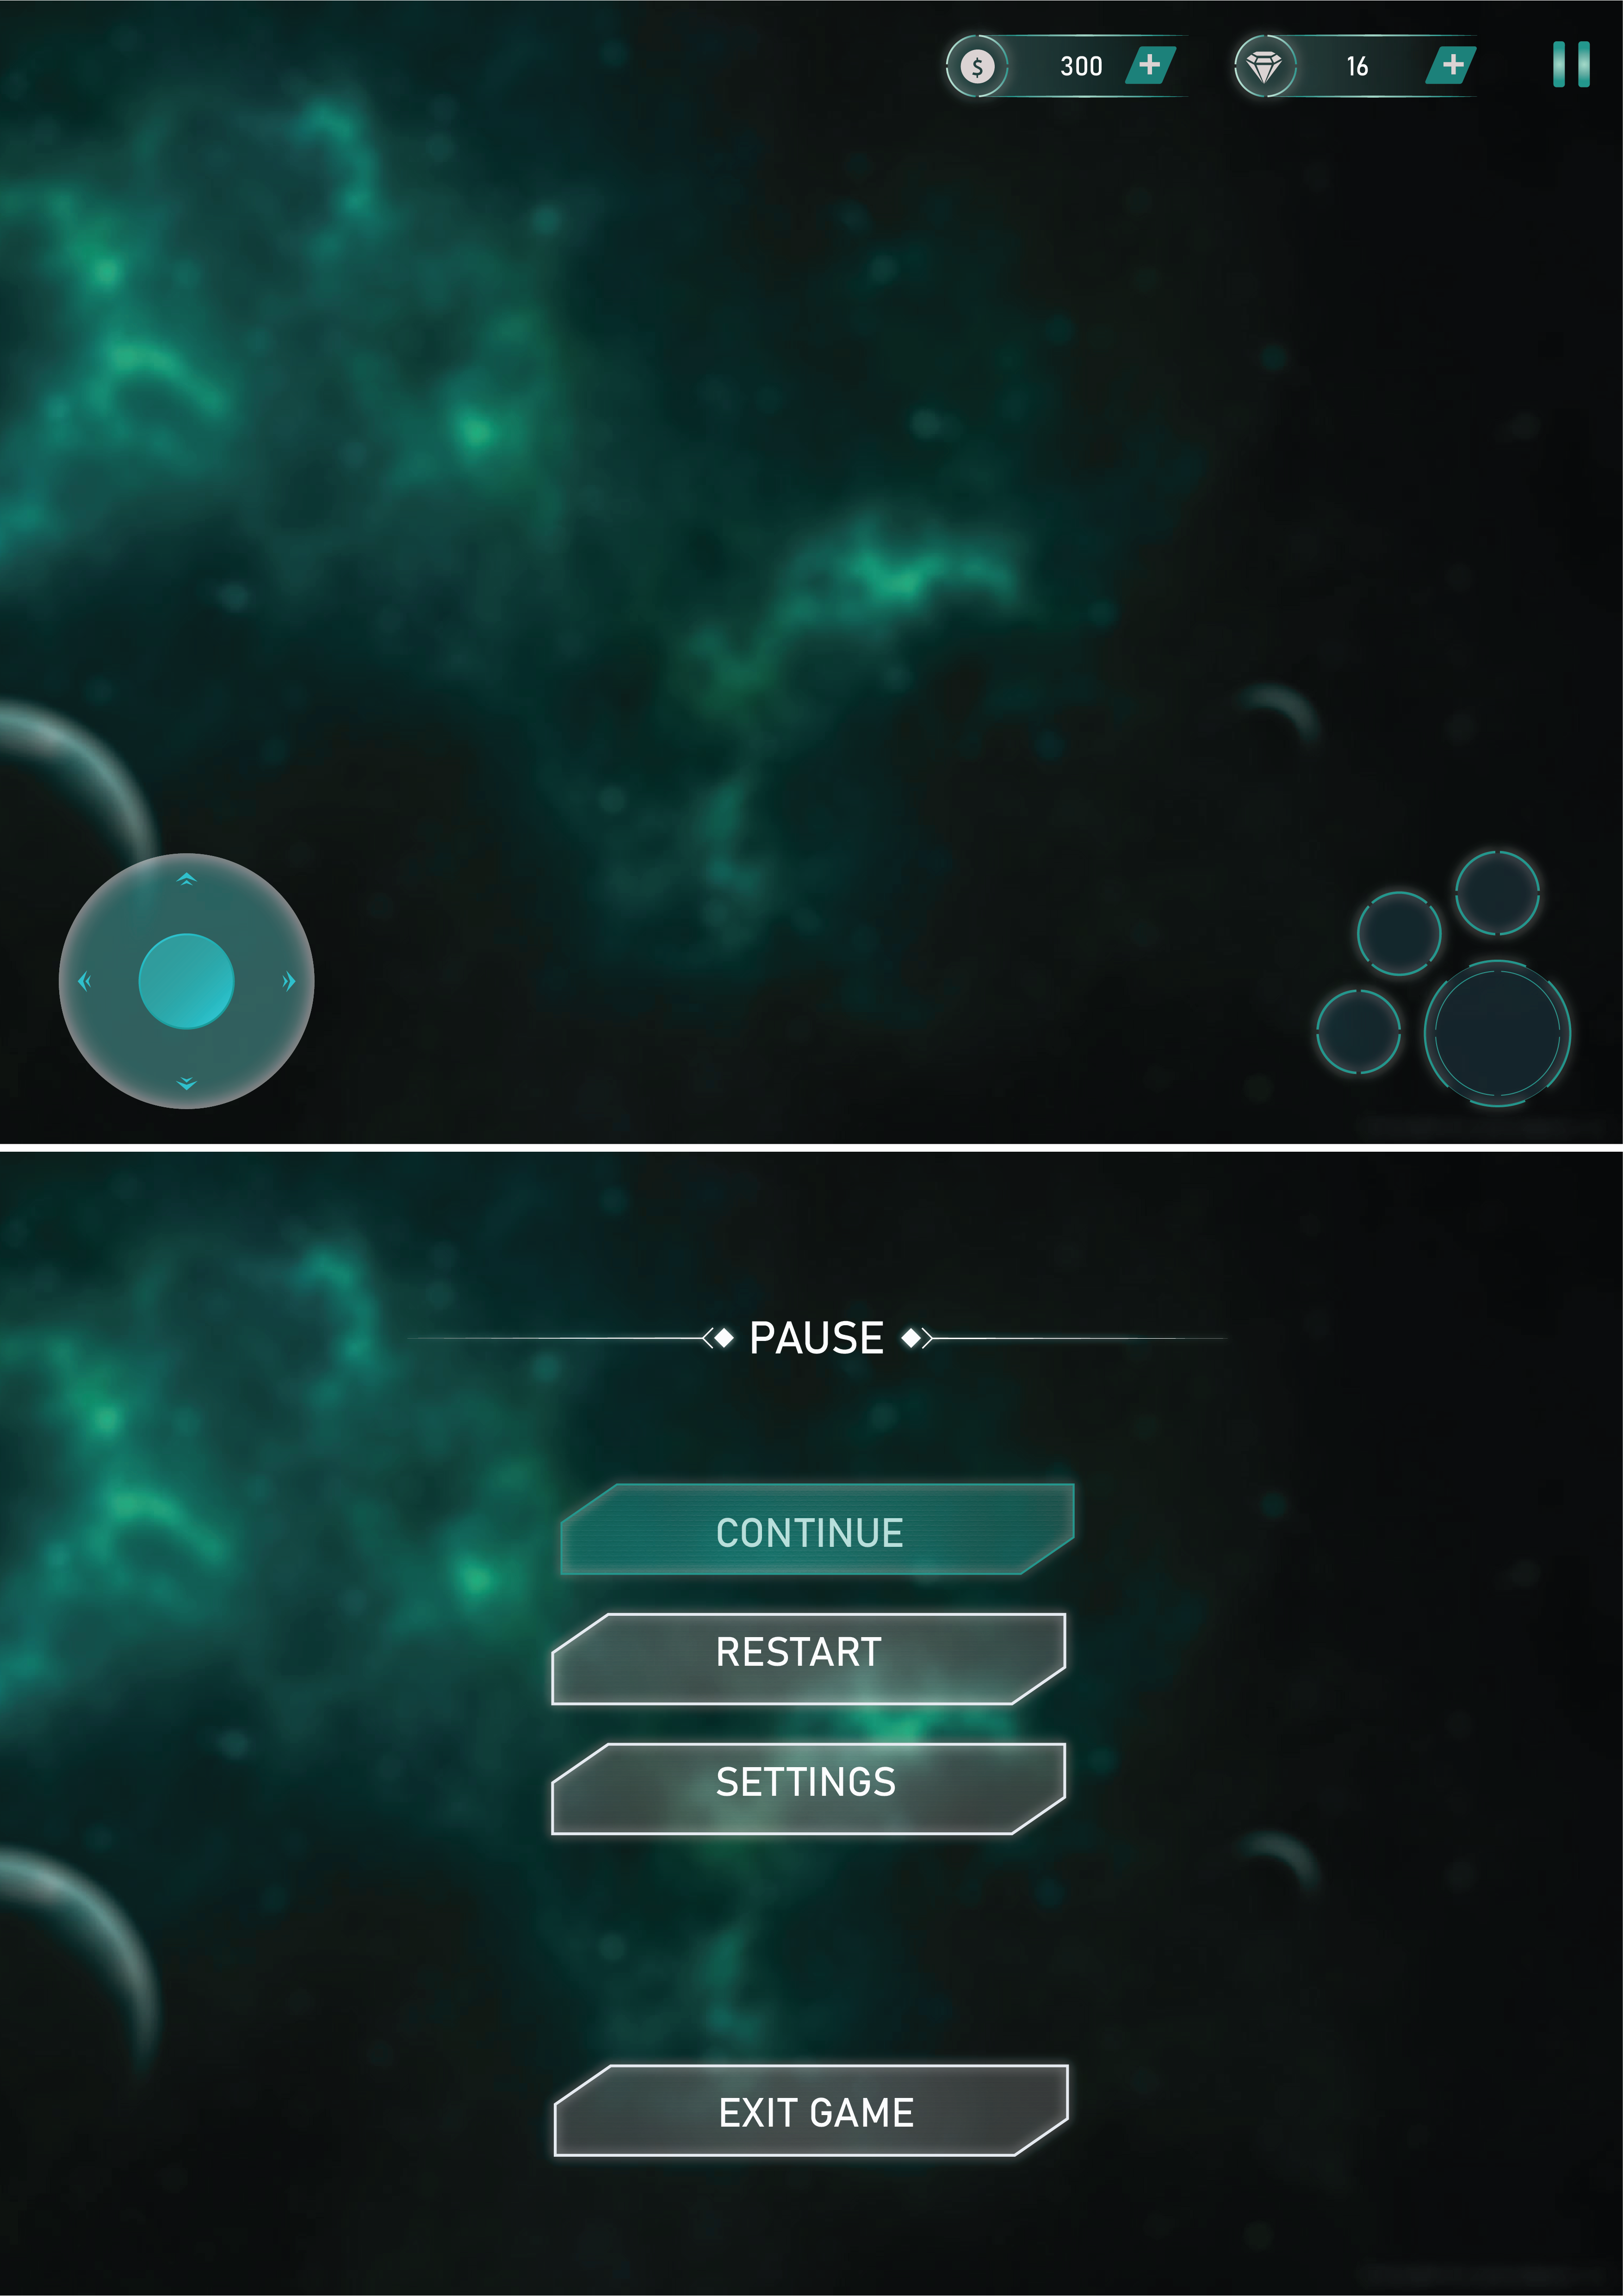 $ 300 + 16 +
PAUSE
CONTINUE
RESTART
SETTINGS
EXIT GAME